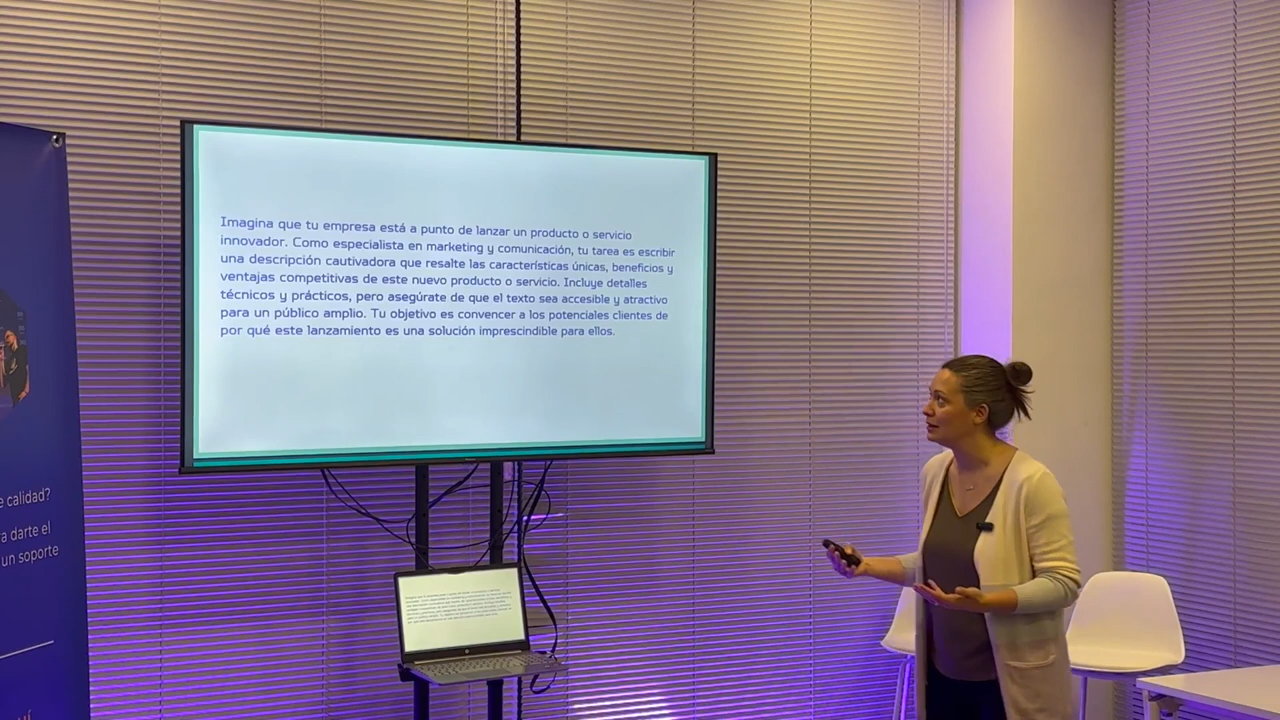 Imagina que tu empresa está a punto de lanzar un producto o servicio
innovador. Como especialista en marketing y comunicación, tu tarea es escribir
una descripción cautivadora que resalte las características únicas, beneficios y
ventajas competitivas de este nuevo producto o servicio. Incluye detalles
técnicos y prácticos, pero asegúrate de que el texto sea accesible y atractivo
para un público amplio. Tu objetivo es convencer a los potenciales clientes de
por qué este lanzamiento es una solución imprescindible para ellos.
calidad?
darte el
un soporte